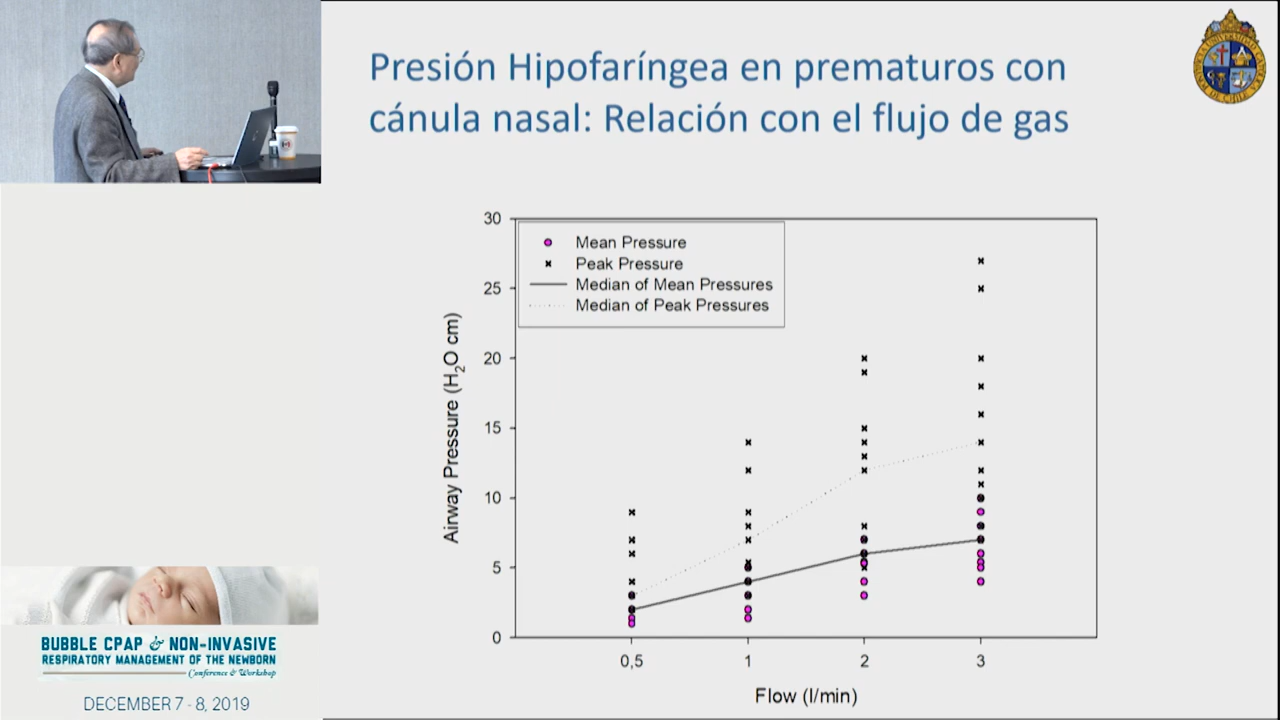 Presión Hipofaríngea en prematuros con
cánula nasal: Relación con el flujo de gas
30
25
20
15
10
5
0
Airway Pressure (H₂O cm)
Mean Pressure
Peak Pressure
Median of Mean Pressures
Median of Peak Pressures
0,5
1
2
3
Flow (l/min)
BUBBLE CPAP & NON-INVASIVE
RESPIRATORY MANAGEMENT OF THE NEWBORN
Conference & Workshop
DECEMBER 7 - 8, 2019